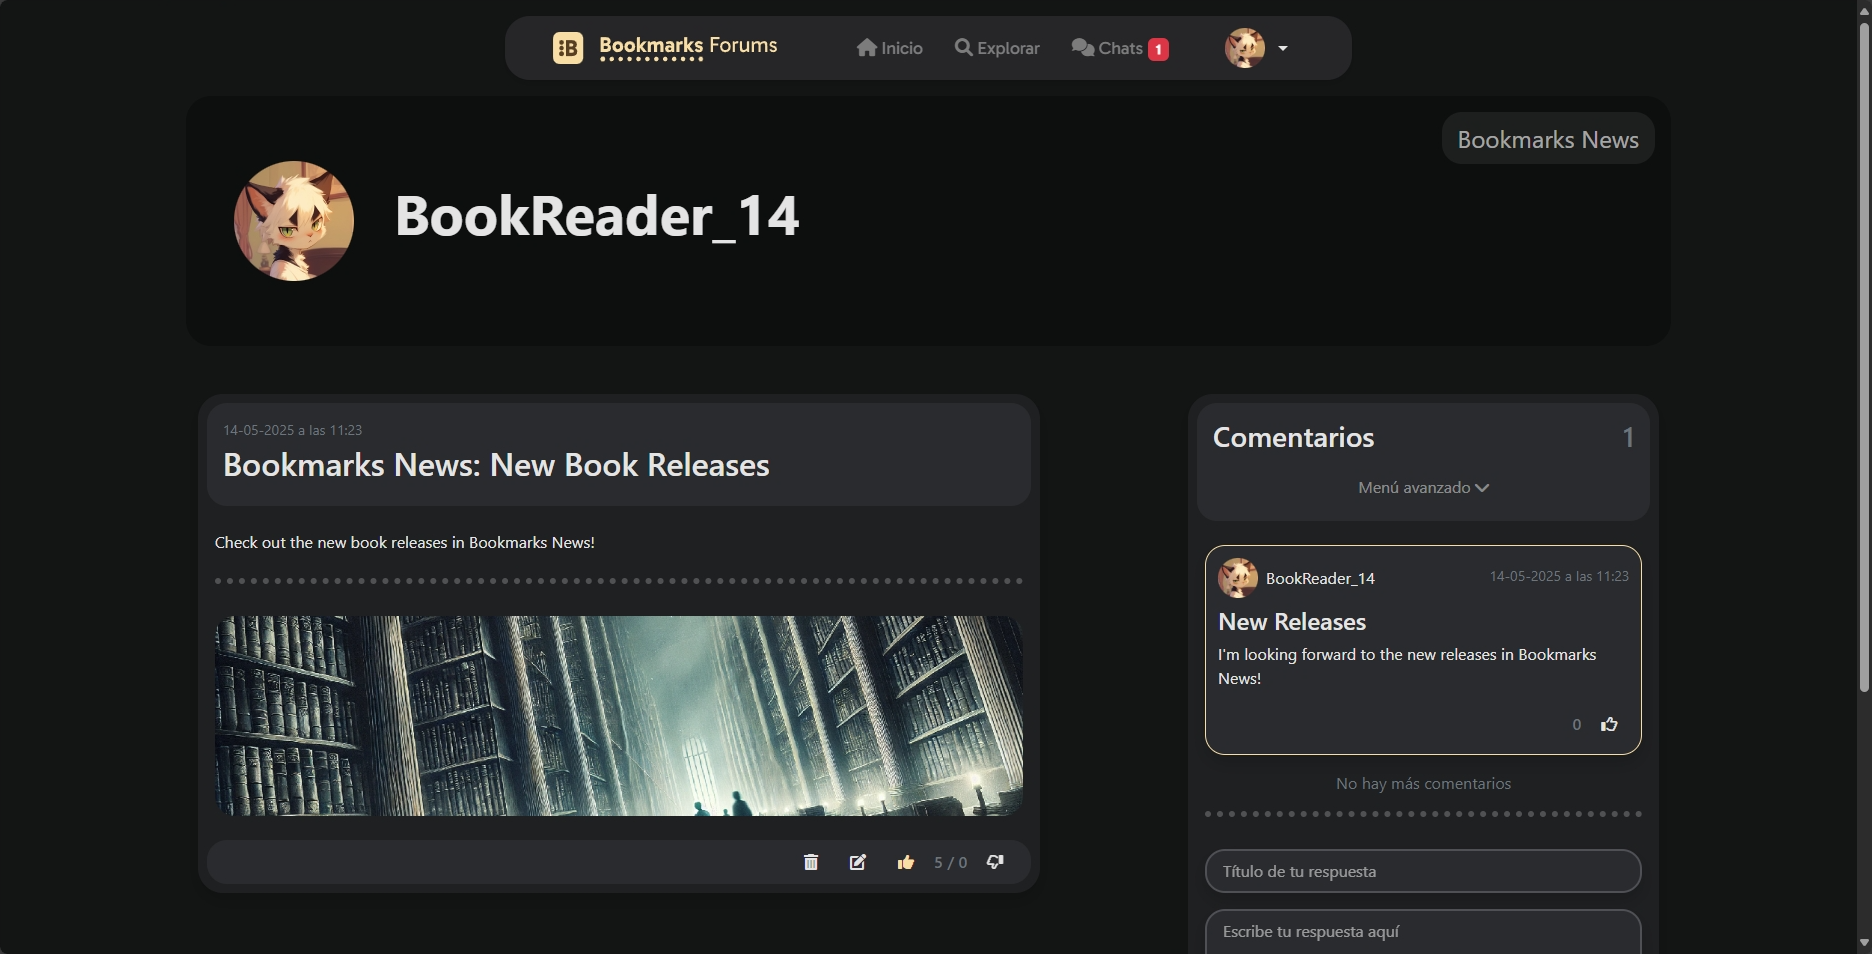 B Bookmarks Forums
Inicio
Explorar
Chats 1
Bookmarks News
BookReader_14
14-05-2025 a las 11:23
Bookmarks News: New Book Releases
Check out the new book releases in Bookmarks News!
5 / 0
Comentarios 1
Menú avanzado
BookReader_14 14-05-2025 a las 11:23
New Releases
I'm looking forward to the new releases in Bookmarks
News!
0
No hay más comentarios
Título de tu respuesta
Escribe tu respuesta aquí